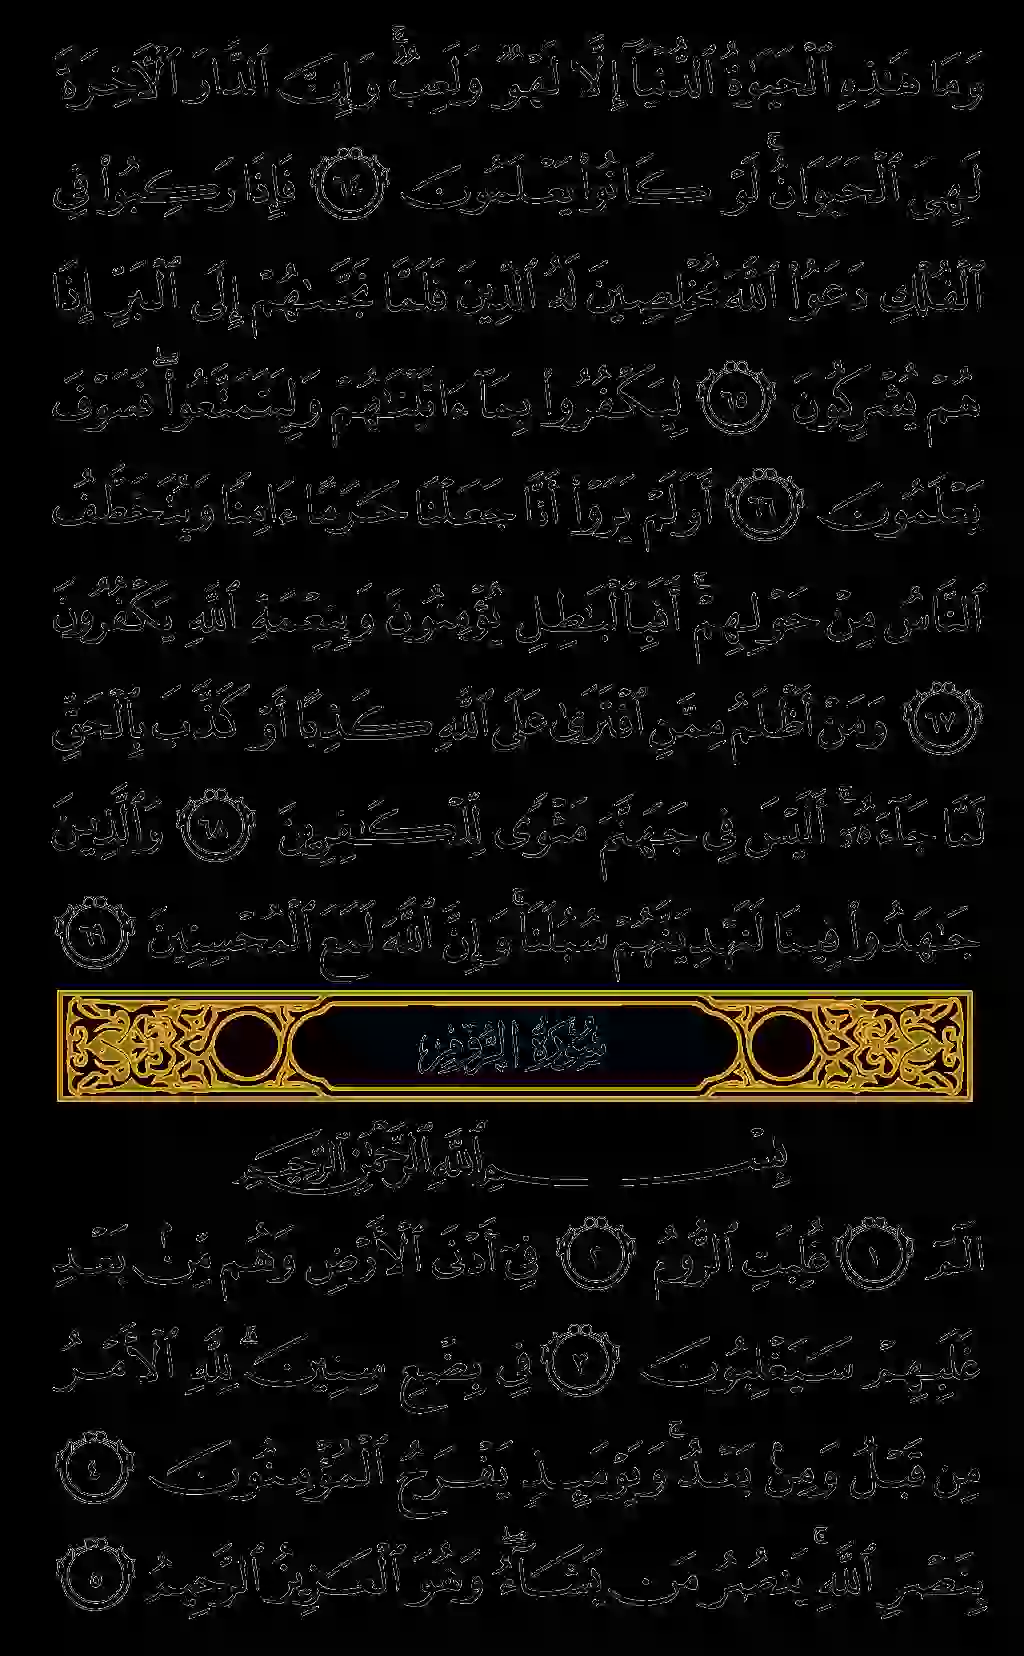 وَمَا هَٰذِهِ ٱلْحَيَوٰةُ ٱلدُّنْيَآ إِلَّا لَهْوٌ وَلَعِبٌ ۚ وَإِنَّ ٱلدَّارَ ٱلْءَاخِرَةَ
لَهِىَ ٱلْحَيَوَانُ ۚ لَوْ كَانُوا۟ يَعْلَمُونَ ٦٤ فَإِذَا رَكِبُوا۟ فِى
ٱلْفُلْكِ دَعَوُا۟ ٱللَّهَ مُخْلِصِينَ لَهُ ٱلدِّينَ فَلَمَّا نَجَّىٰهُمْ إِلَى ٱلْبَرِّ إِذَا
هُمْ يُشْرِكُونَ ٦٥ لِيَكْفُرُوا۟ بِمَآ ءَاتَيْنَٰهُمْ وَلِيَتَمَتَّعُوا۟ ۖ فَسَوْفَ
يَعْلَمُونَ ٦٦ أَوَلَمْ يَرَوْا۟ أَنَّا جَعَلْنَا حَرَمًا ءَامِنًا وَيُتَخَطَّفُ
ٱلنَّاسُ مِنْ حَوْلِهِمْ ۚ أَفَبِٱلْبَٰطِلِ يُؤْمِنُونَ وَبِنِعْمَةِ ٱللَّهِ يَكْفُرُونَ
٦٧ وَمَنْ أَظْلَمُ مِمَّنِ ٱفْتَرَىٰ عَلَى ٱللَّهِ كَذِبًا أَوْ كَذَّبَ بِٱلْحَقِّ
لَمَّا جَآءَهُۥٓ ۚ أَلَيْسَ فِى جَهَنَّمَ مَثْوًى لِّلْكَٰفِرِينَ ٦٨ وَٱلَّذِينَ
جَٰهَدُوا۟ فِينَا لَنَهْدِيَنَّهُمْ سُبُلَنَا ۚ وَإِنَّ ٱللَّهَ لَمَعَ ٱلْمُحْسِنِينَ ٦٩
سُورَةُ الرُّومِ
بِسْمِ ٱللَّهِ ٱلرَّحْمَٰنِ ٱلرَّحِيمِ
الٓمٓ ١ غُلِبَتِ ٱلرُّومُ ٢ فِىٓ أَدْنَى ٱلْأَرْضِ وَهُم مِّنۢ بَعْدِ
غَلَبِهِمْ سَيَغْلِبُونَ ٣ فِى بِضْعِ سِنِينَ ۗ لِلَّهِ ٱلْأَمْرُ
مِن قَبْلُ وَمِنۢ بَعْدُ ۚ وَيَوْمَئِذٍ يَفْرَحُ ٱلْمُؤْمِنُونَ ٤
بِنَصْرِ ٱللَّهِ ۚ يَنصُرُ مَن يَشَآءُ ۖ وَهُوَ ٱلْعَزِيزُ ٱلرَّحِيمُ ٥